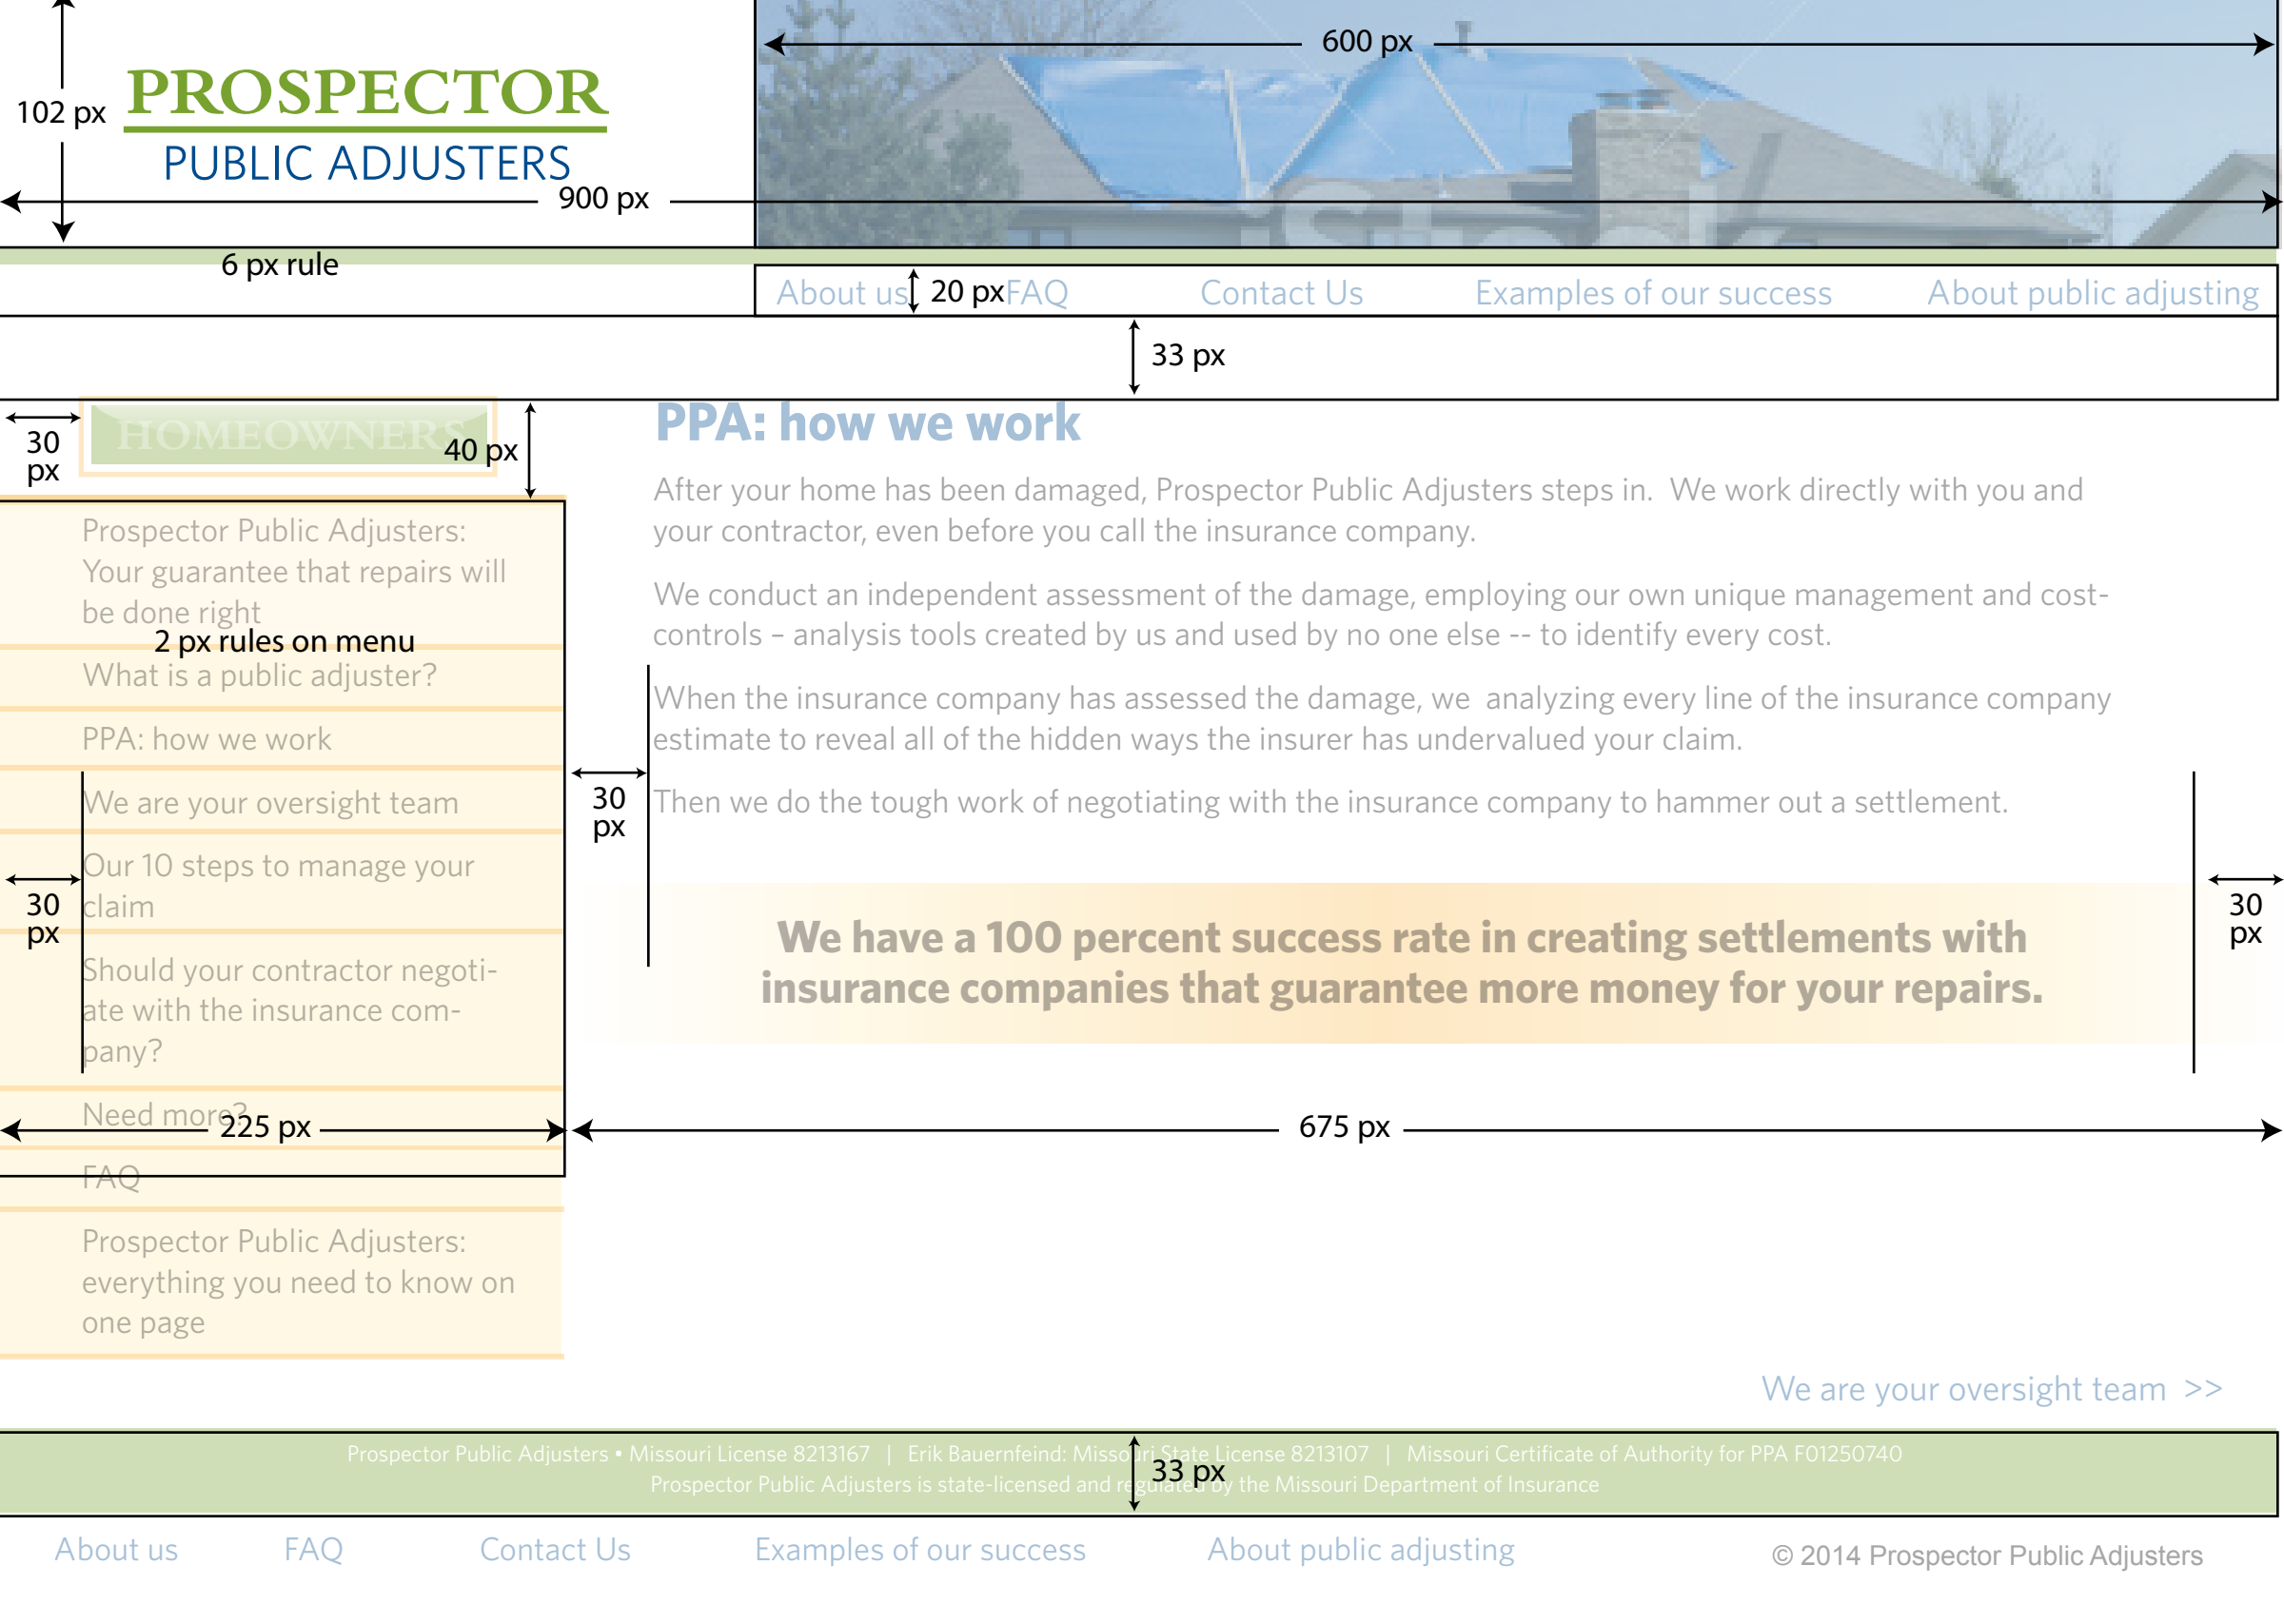 600 px
102 px
PROSPECTOR
PUBLIC ADJUSTERS
900 px
6 px rule
About us
20 px
FAQ
Contact Us
Examples of our success
About public adjusting
33 px
30
px
HOMEOWNERS
40 px
PPA: how we work
After your home has been damaged, Prospector Public Adjusters steps in.  We work directly with you and
your contractor, even before you call the insurance company.
We conduct an independent assessment of the damage, employing our own unique management and cost-
controls – analysis tools created by us and used by no one else -- to identify every cost.
When the insurance company has assessed the damage, we  analyzing every line of the insurance company
estimate to reveal all of the hidden ways the insurer has undervalued your claim.
Then we do the tough work of negotiating with the insurance company to hammer out a settlement.
Prospector Public Adjusters:
Your guarantee that repairs will
be done right
2 px rules on menu
What is a public adjuster?
PPA: how we work
We are your oversight team
Our 10 steps to manage your
claim
Should your contractor negoti-
ate with the insurance com-
pany?
Need more?
FAQ
Prospector Public Adjusters:
everything you need to know on
one page
30
px
30
px
30
px
We have a 100 percent success rate in creating settlements with
insurance companies that guarantee more money for your repairs.
225 px
675 px
We are your oversight team >>
Prospector Public Adjusters • Missouri License 8213167 | Erik Bauernfeind: Missouri State License 8213107 | Missouri Certificate of Authority for PPA F01250740
Prospector Public Adjusters is state-licensed and regulated by the Missouri Department of Insurance
33 px
About us
FAQ
Contact Us
Examples of our success
About public adjusting
© 2014 Prospector Public Adjusters